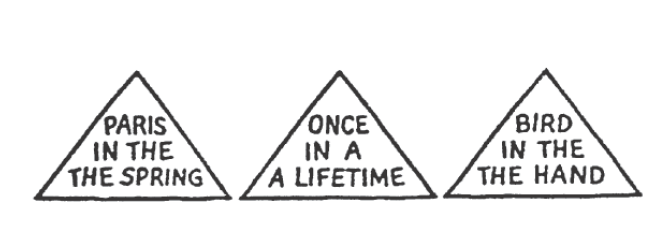 PARIS
IN THE
THE SPRING
ONCE
IN A
A LIFETIME
BIRD
IN THE
THE HAND